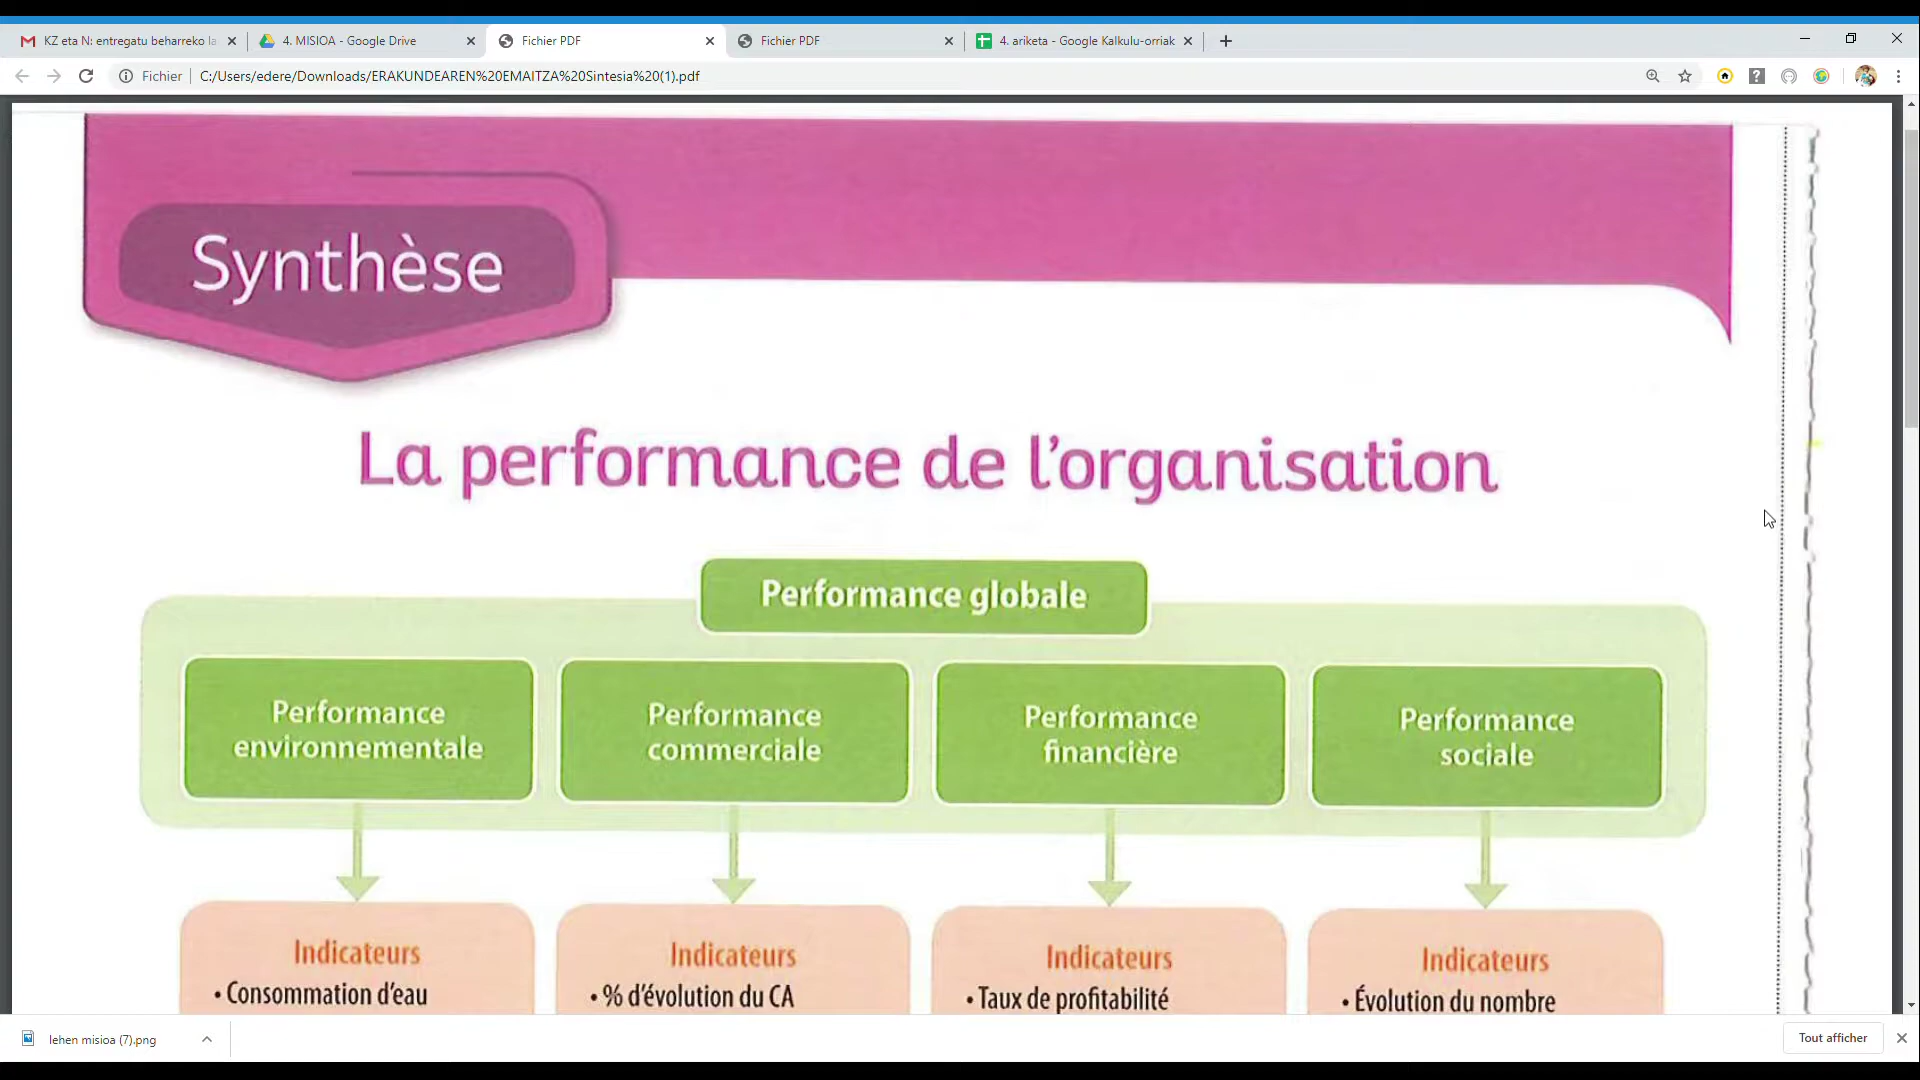 KZ eta N: entregatu beharreko la
4. MISIOA - Google Drive
Fichier PDF
Fichier PDF
4. ariketa - Google Kalkulu-orriak
Fichier
C:/Users/edere/Downloads/ERAKUNDEAREN%20EMAITZA%20Sintesia%20(1).pdf
Synthèse
La performance de l'organisation
Performance globale
Performance
environnementale
Performance
commerciale
Performance
financière
Performance
sociale
Indicateurs
• Consommation d'eau
Indicateurs
• % d'évolution du CA
Indicateurs
• Taux de profitabilité
Indicateurs
• Évolution du nombre
lehen misioa (7).png
Tout afficher